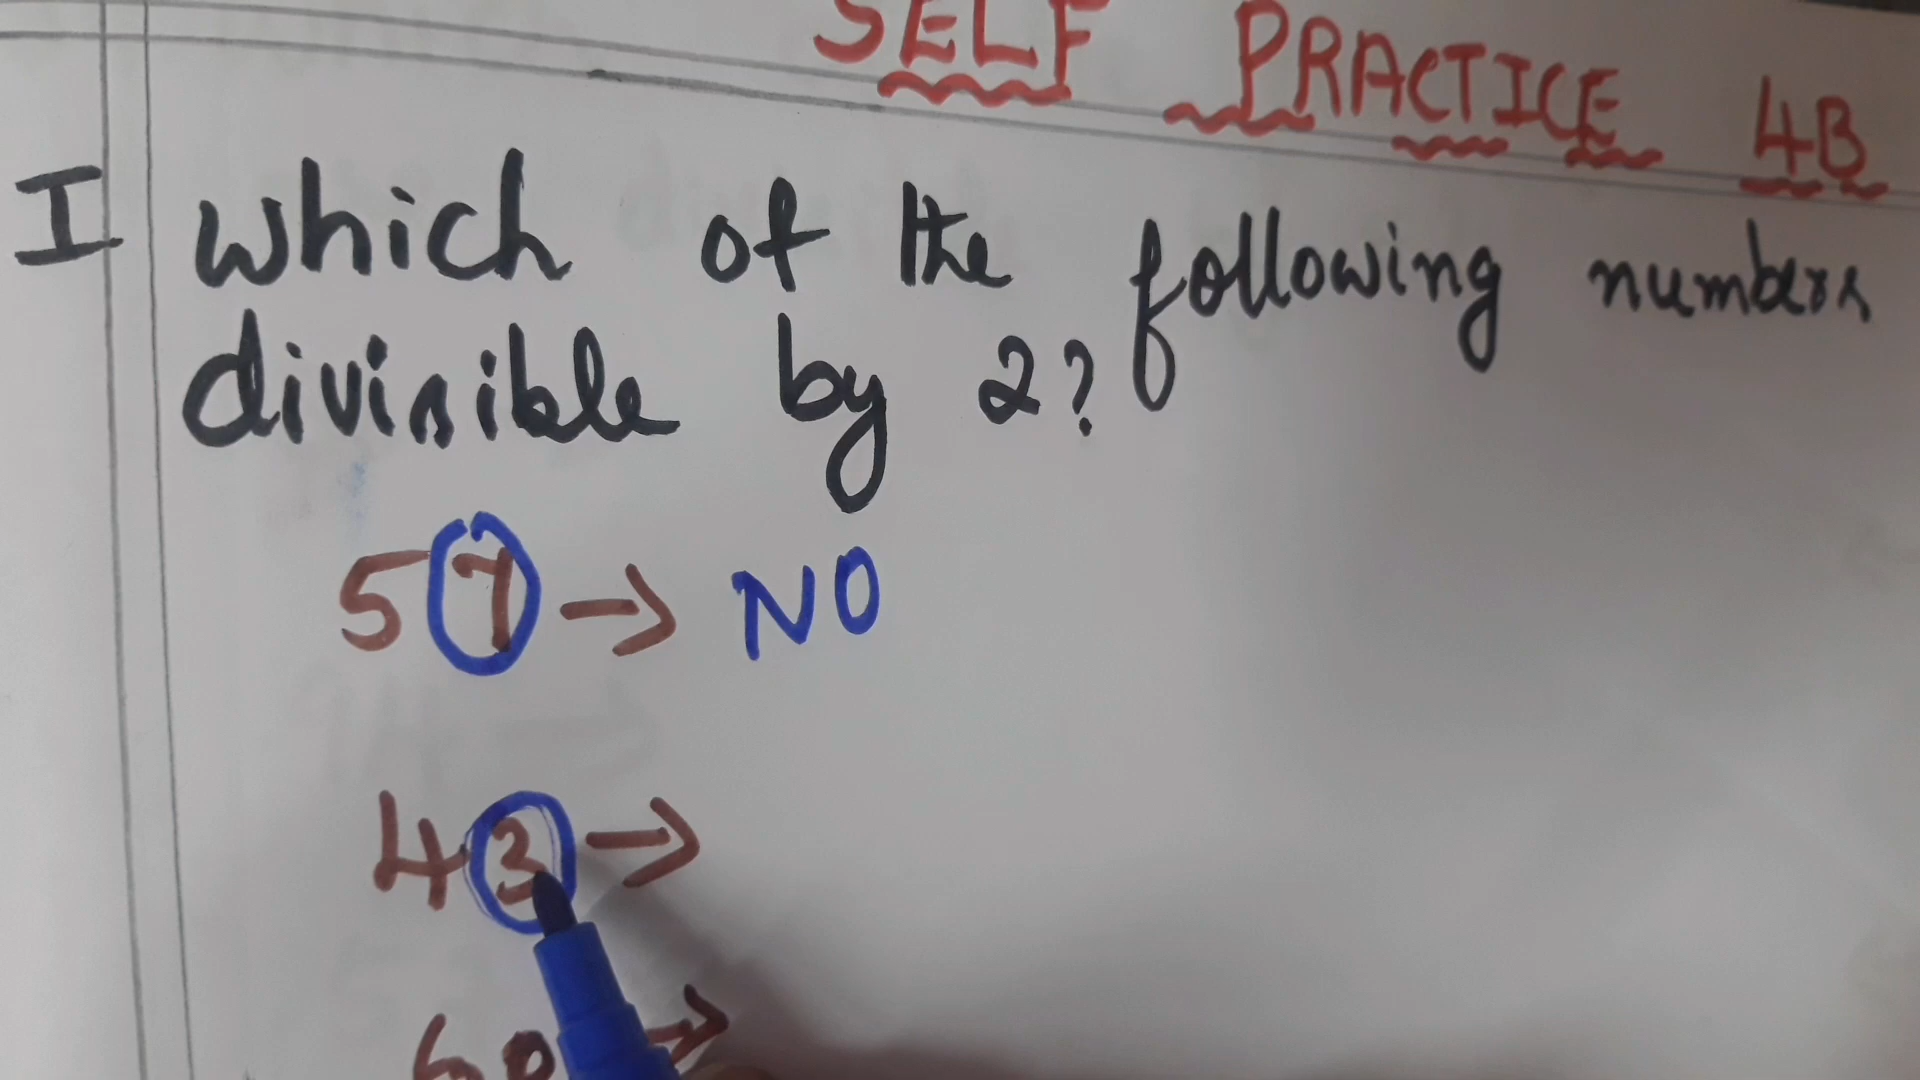 SELF PRACTICE 4B
I which of the following numbers
divisible by 2?
57 → NO
43 →
→